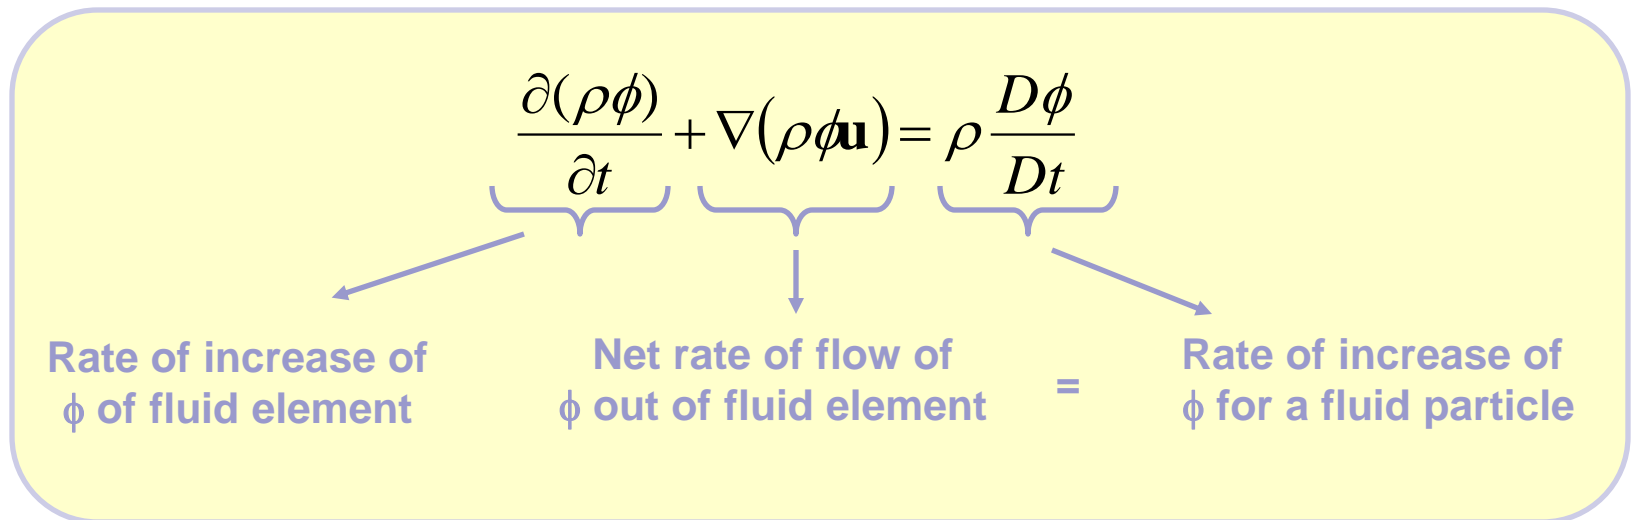 ∂(ρϕ)/∂t + ∇(ρϕu) = ρ Dϕ/Dt
Rate of increase of
ϕ of fluid element
Net rate of flow of
ϕ out of fluid element
=
Rate of increase of
ϕ for a fluid particle